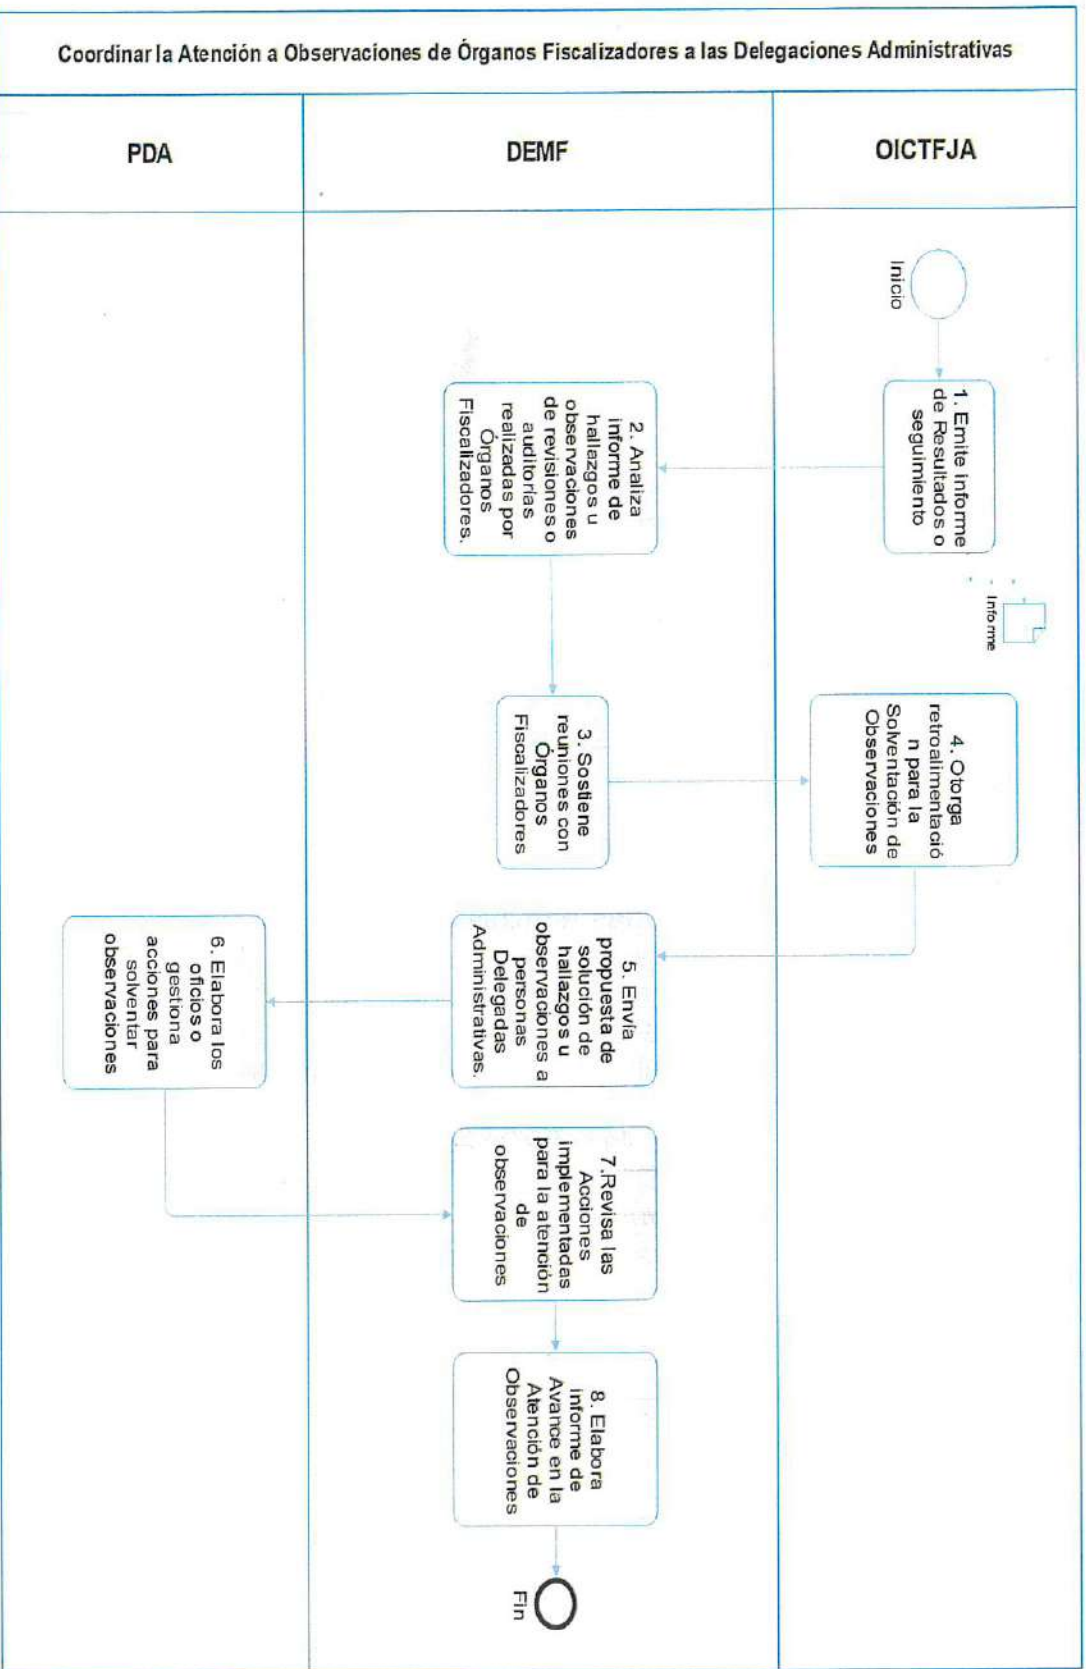 Coordinar la Atención a Observaciones de Órganos Fiscalizadores a las Delegaciones Administrativas
PDA
DEMF
OICTFJA
Inicio
1. Emite informe
de Resultados o
seguimiento
Informe
2. Analiza
informe de
hallazgos u
observaciones
de revisiones o
auditorías
realizadas por
Órganos
Fiscalizadores.
3. Sostiene
reuniones con
Órganos
Fiscalizadores
4. Otorga
retroalimentació
n para la
Solventación de
Observaciones
5. Envía
propuesta de
solución de
hallazgos u
observaciones a
personas
Delegadas
Administrativas.
6. Elabora los
oficios o
gestiona
acciones para
solventar
observaciones
7.Revisa las
Acciones
implementadas
para la atención
de
observaciones
8. Elabora
informe de
Avance en la
Atención de
Observaciones
Fin